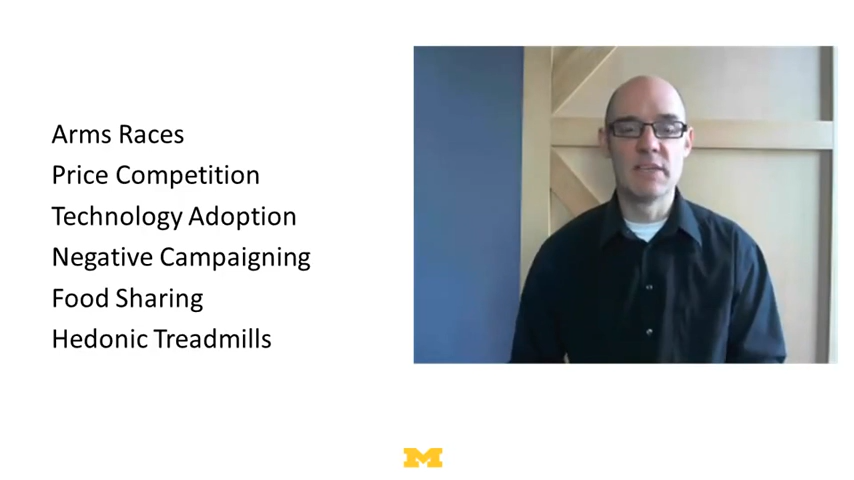 Arms Races
Price Competition
Technology Adoption
Negative Campaigning
Food Sharing
Hedonic Treadmills
M